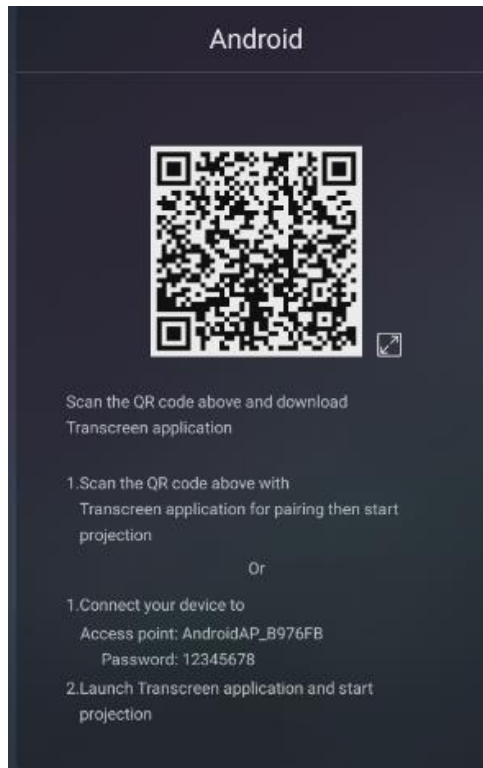 Android
Scan the QR code above and download
Transcreen application
1.Scan the QR code above with
Transcreen application for pairing then start
projection
Or
1.Connect your device to
Access point: AndroidAP_B976FB
Password: 12345678
2.Launch Transcreen application and start
projection